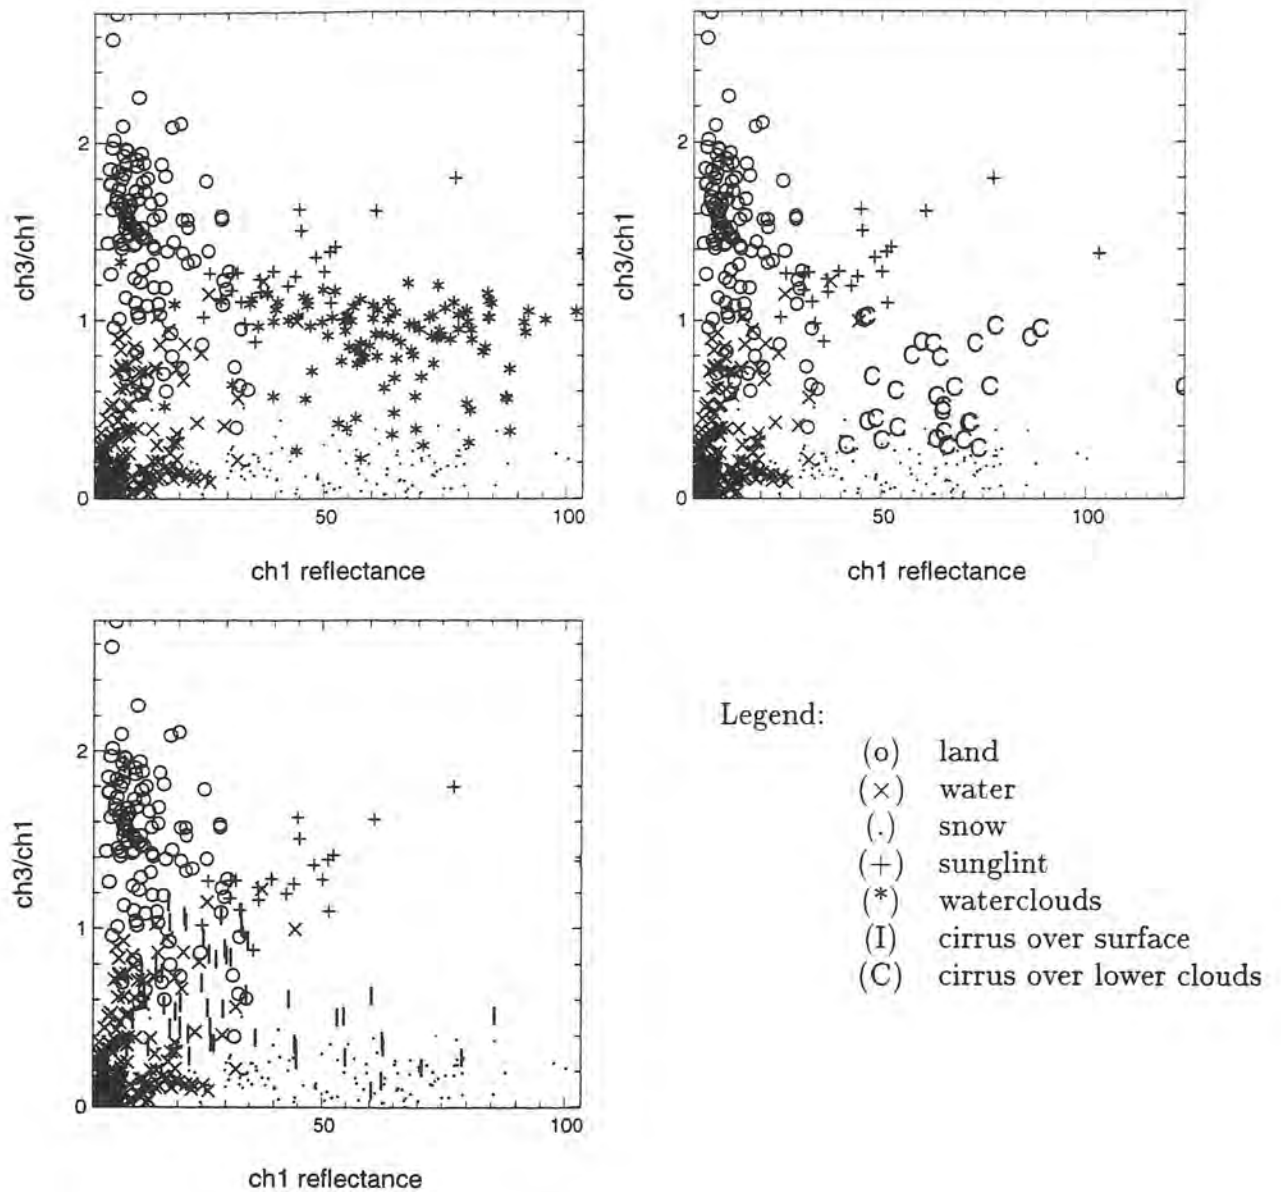 2
1
0
50
100
ch3/ch1
ch1 reflectance
2
1
0
50
100
ch3/ch1
ch1 reflectance
2
1
0
50
100
ch3/ch1
ch1 reflectance
Legend:
(o) land
(×) water
(.) snow
(+) sunglint
(*) waterclouds
(I) cirrus over surface
(C) cirrus over lower clouds